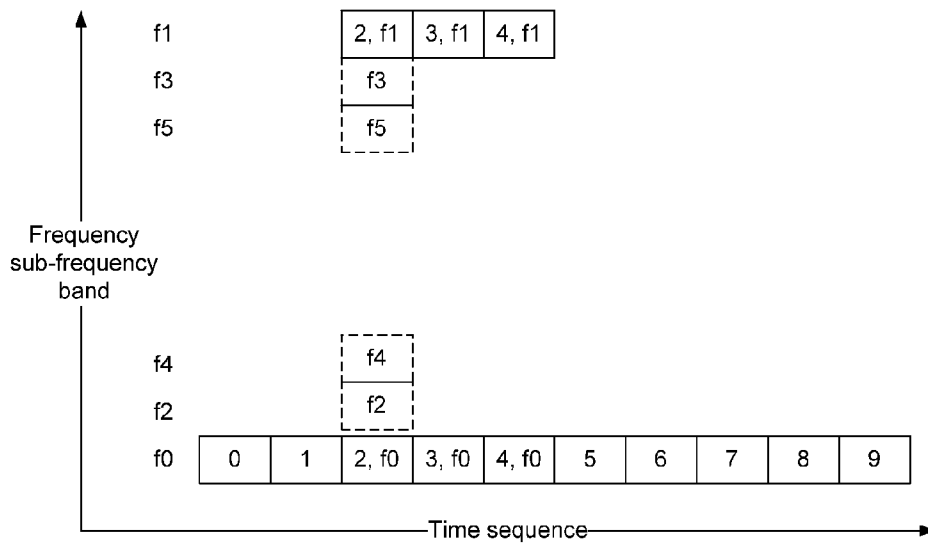 f1 2, f1 3, f1 4, f1
f3 f3
f5 f5
Frequency
sub-frequency
band
f4 f4
f2 f2
f0 0 1 2, f0 3, f0 4, f0 5 6 7 8 9
Time sequence